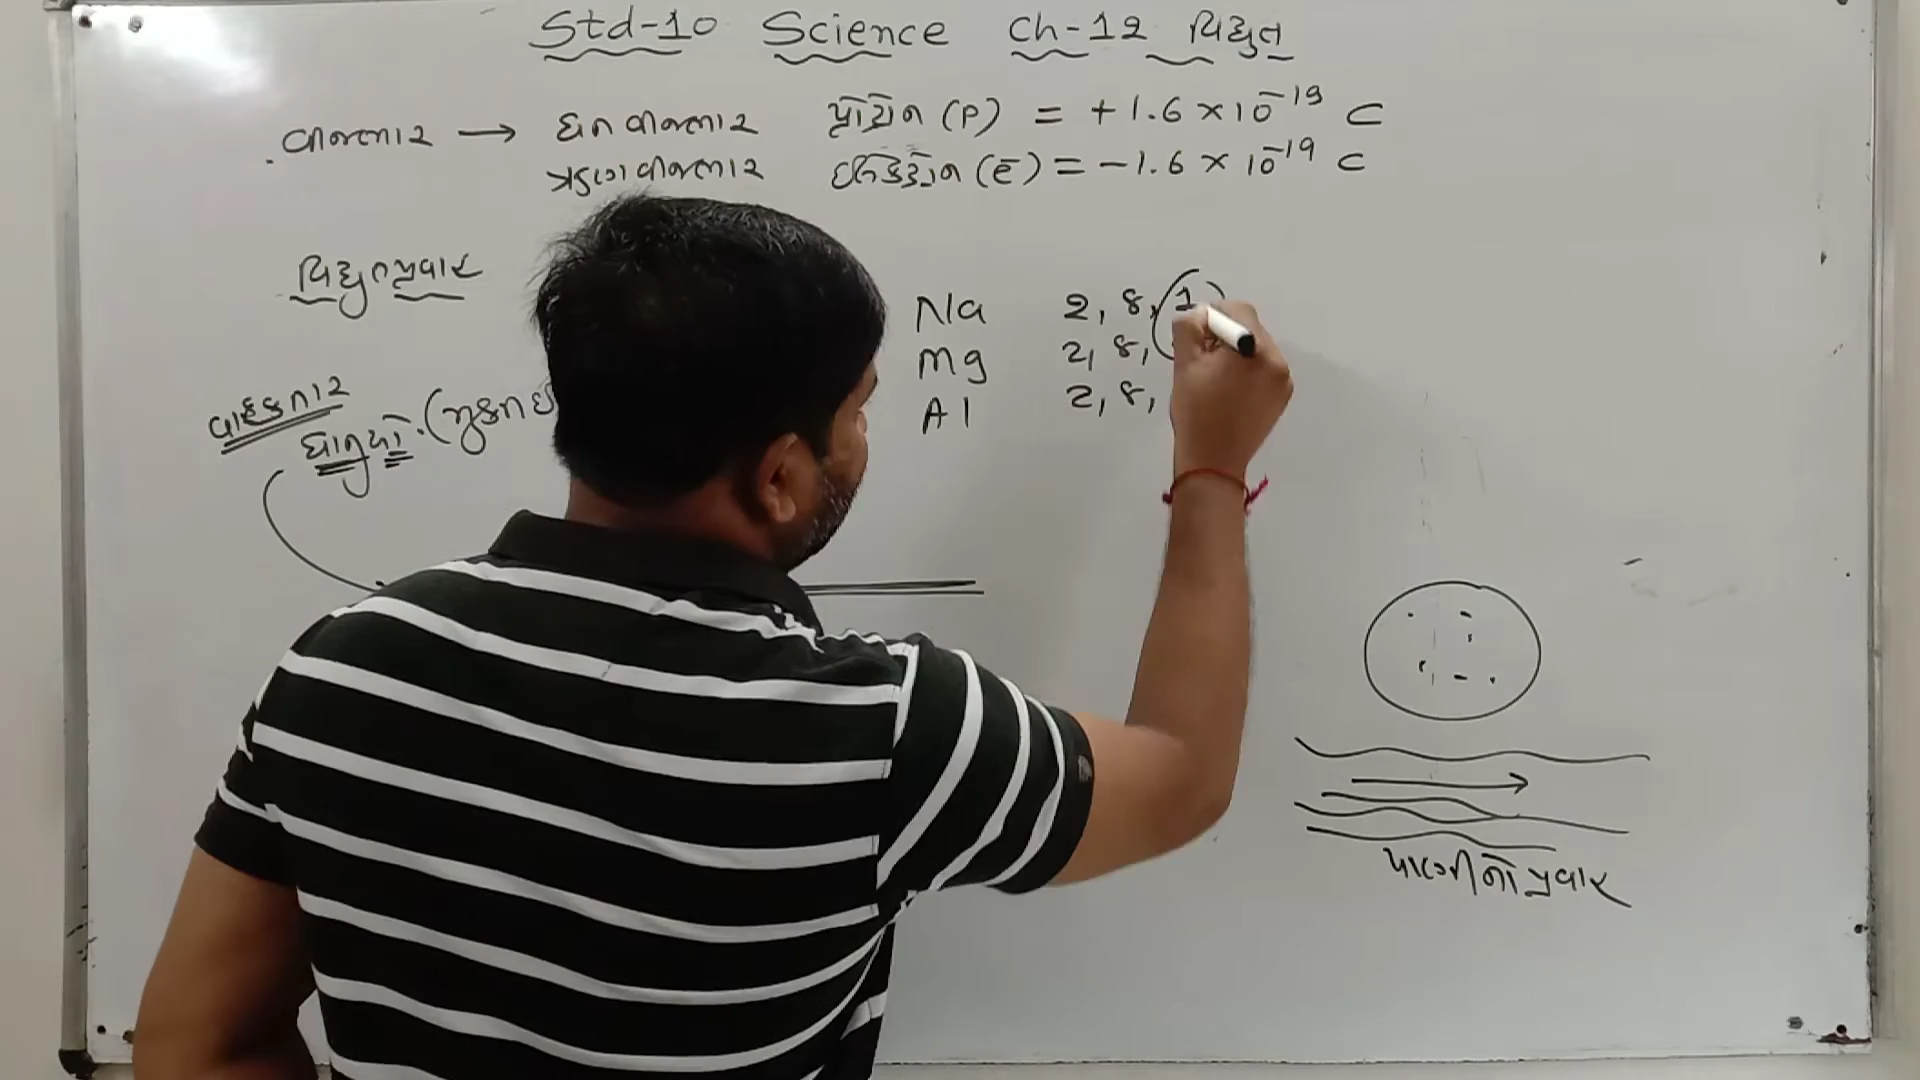 Std-10 Science Ch-12 વિદ્યુત
વીજભાર → ધન વીજભાર પ્રોટોન (P) = + 1.6 × 10⁻¹⁹ C
ઋણ વીજભાર ઇલેક્ટ્રોન (e⁻) = - 1.6 × 10⁻¹⁹ C
વિદ્યુતપ્રવાહ
Na 2, 8, 1
Mg 2, 8,
Al 2, 8,
વાહકતાર
ધાતુઓ. (મુક્ત ઇ
પાણીનો પ્રવાહ